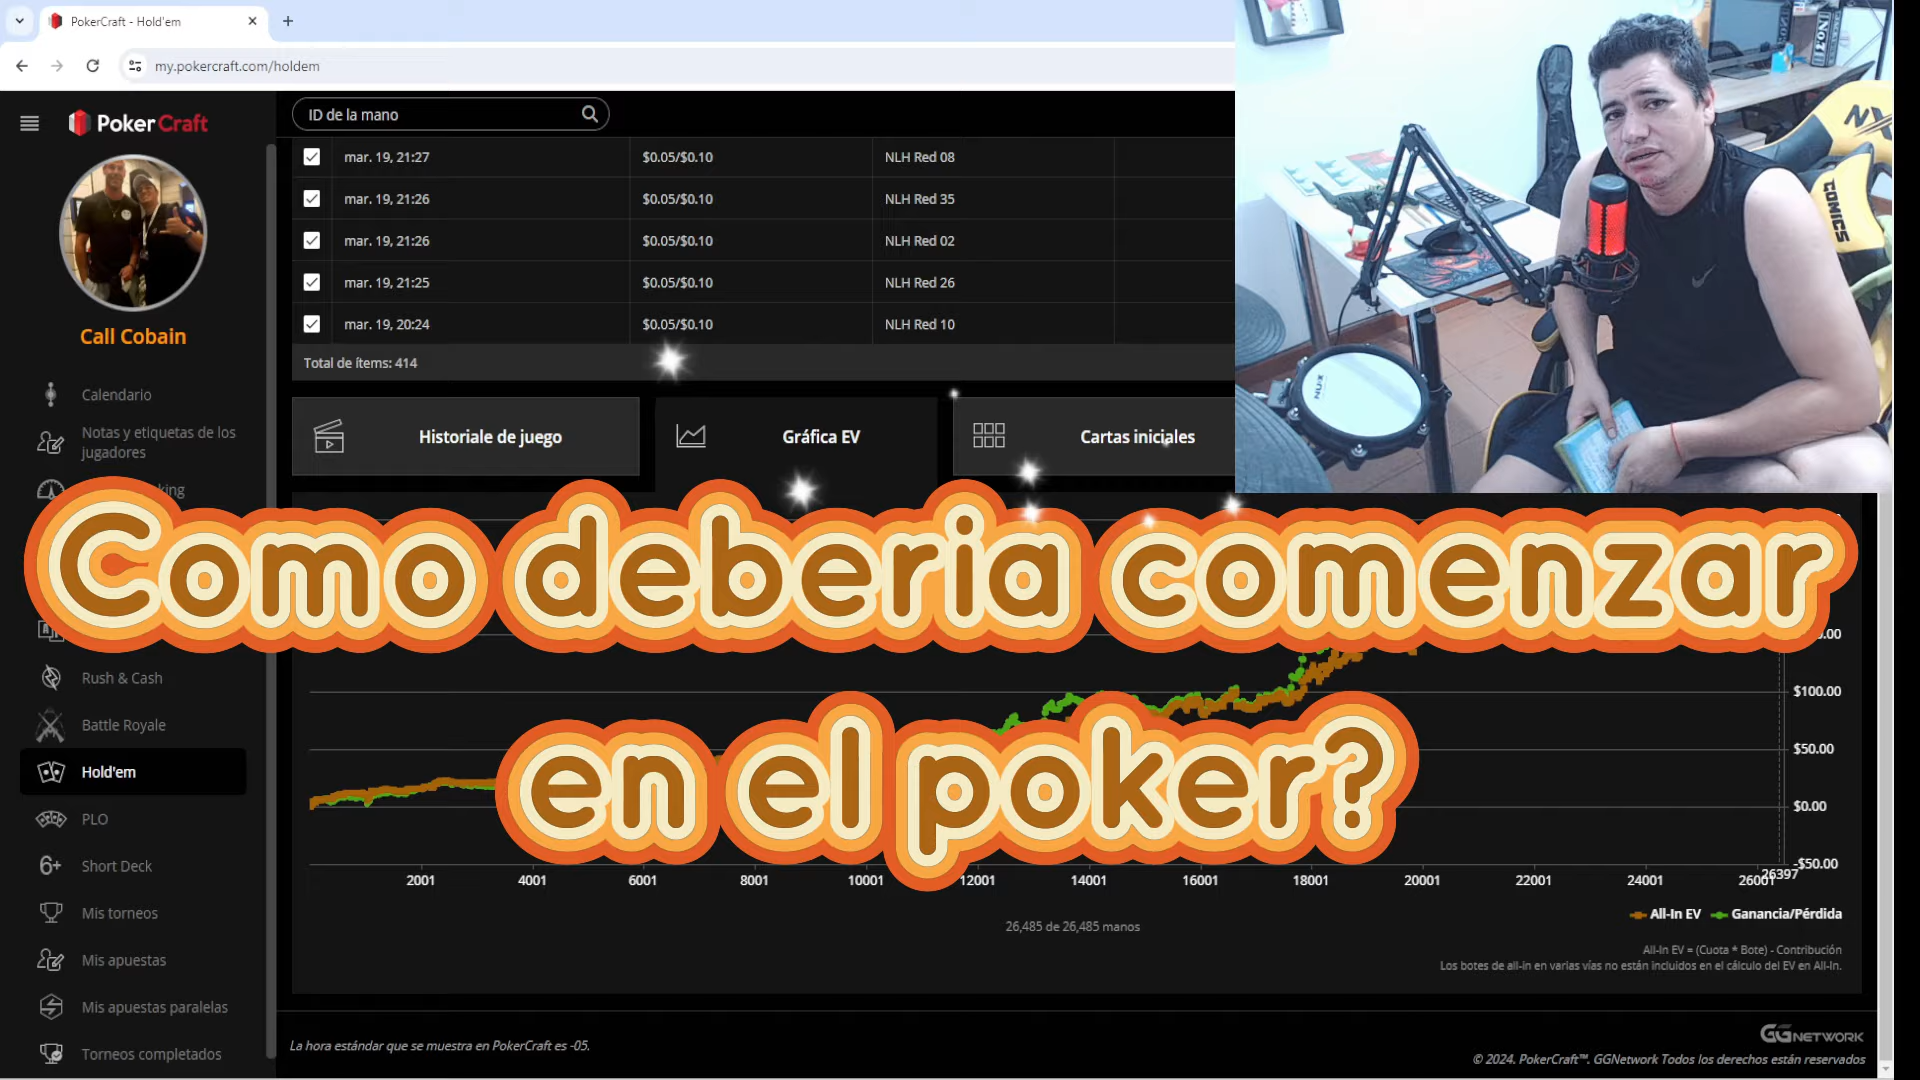 PokerCraft - Hold'em
my.pokercraft.com/holdem
PokerCraft
ID de la mano
mar. 19, 21:27 $0.05/$0.10 NLH Red 08
mar. 19, 21:26 $0.05/$0.10 NLH Red 35
mar. 19, 21:26 $0.05/$0.10 NLH Red 02
mar. 19, 21:25 $0.05/$0.10 NLH Red 26
mar. 19, 20:24 $0.05/$0.10 NLH Red 10
Total de ítems: 414
Call Cobain
Calendario
Notas y etiquetas de los
jugadores
Historiale de juego
Gráfica EV
Cartas iniciales
NUX
TONICS
Como deberia comenzar
en el poker?
Rush & Cash
Battle Royale
Hold'em
PLO
6+ Short Deck
Mis torneos
Mis apuestas
Mis apuestas paralelas
Torneos completados
$100.00
$50.00
$0.00
-$50.00
2001 4001 6001 8001 10001 12001 14001 16001 18001 20001 22001 24001 26001 26397
26,485 de 26,485 manos
All-In EV Ganancia/Pérdida
All-In EV = (Cuota * Bote) - Contribución
Los botes de all-in en varias vías no están incluidos en el cálculo del EV en All-In.
La hora estándar que se muestra en PokerCraft es -05.
GGNETWORK
© 2024. PokerCraft™. GGNetwork Todos los derechos están reservados